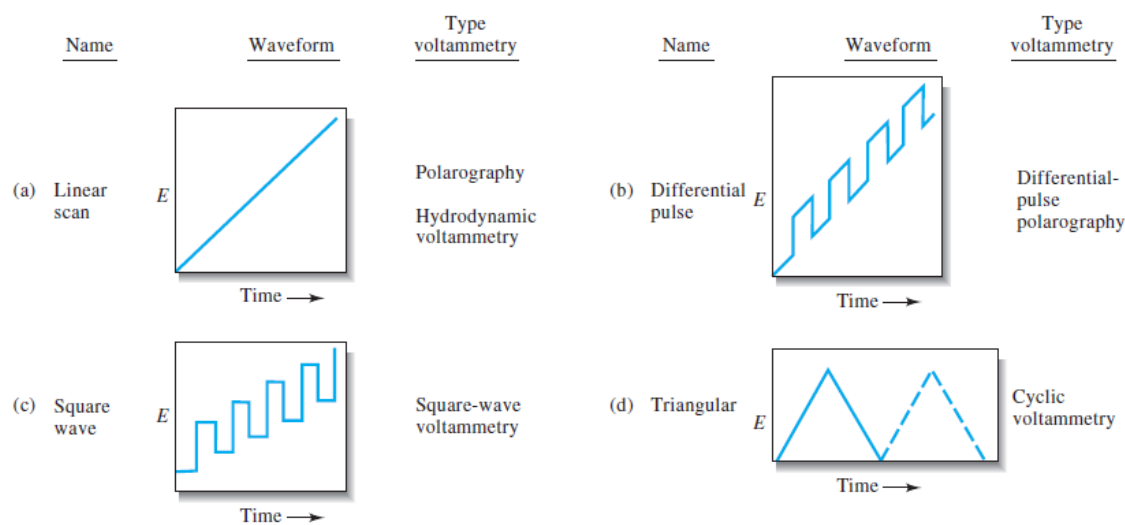 Name
Waveform
Type
voltammetry
Name
Waveform
Type
voltammetry
(a) Linear
scan
E
Time
Polarography
Hydrodynamic
voltammetry
(b) Differential
pulse
E
Time
Differential-
pulse
polarography
(c) Square
wave
E
Time
Square-wave
voltammetry
(d) Triangular
E
Time
Cyclic
voltammetry